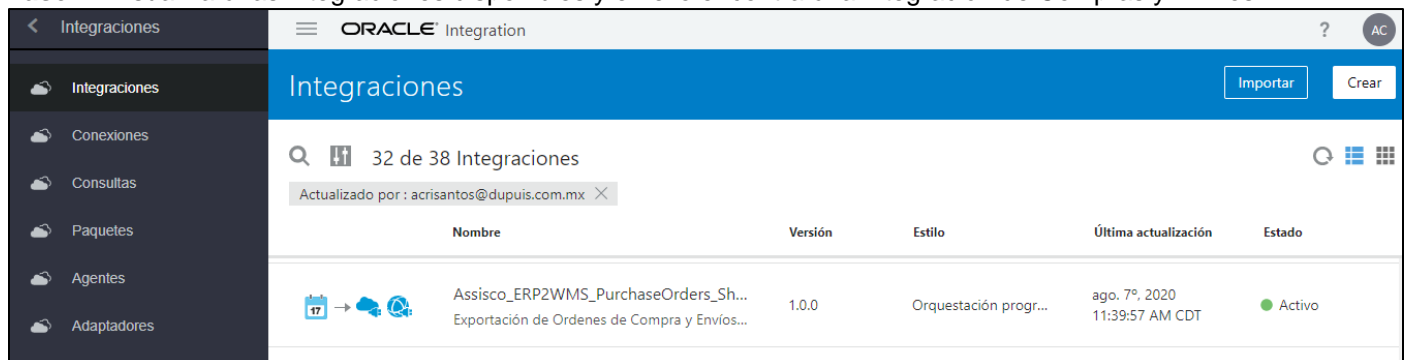 Integraciones
ORACLE Integration
?
AC
Integraciones
Integraciones
Importar
Crear
Conexiones
32 de 38 Integraciones
Consultas
Actualizado por : acrisantos@dupuis.com.mx
Paquetes
Nombre
Versión
Estilo
Última actualización
Estado
Agentes
17
Assisco_ERP2WMS_PurchaseOrders_Sh...
Exportación de Ordenes de Compra y Envíos...
1.0.0
Orquestación progr...
ago. 7º, 2020
11:39:57 AM CDT
Activo
Adaptadores